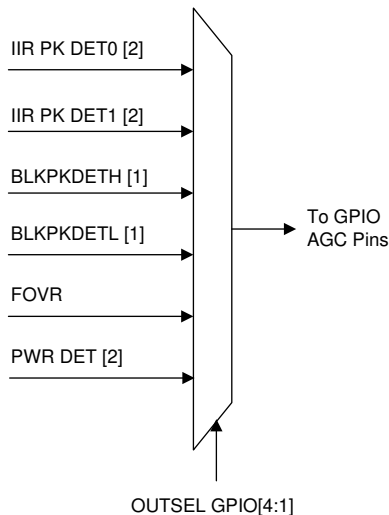 IIR PK DET0 [2]
IIR PK DET1 [2]
BLKPKDETH [1]
BLKPKDETL [1]
FOVR
PWR DET [2]
To GPIO
AGC Pins
OUTSEL GPIO[4:1]